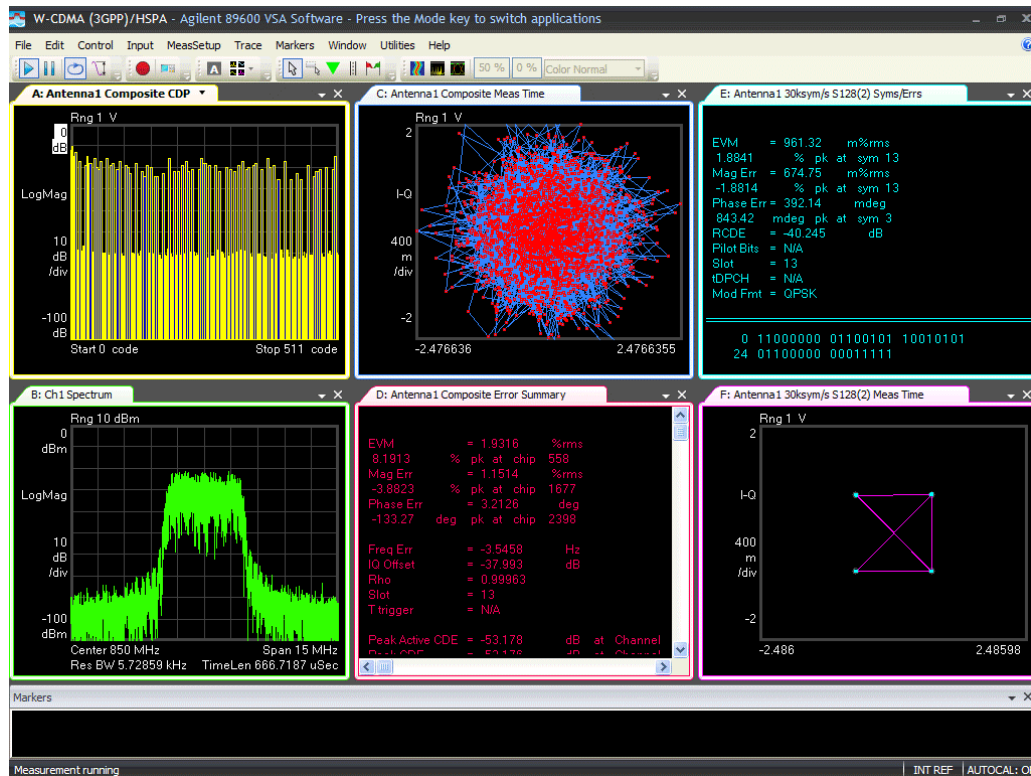 W-CDMA (3GPP)/HSPA - Agilent 89600 VSA Software - Press the Mode key to switch applications
File Edit Control Input MeasSetup Trace Markers Window Utilities Help
A 50 % 0 % Color Normal
A: Antenna1 Composite CDP
Rng 1 V
0
dB
LogMag
10
dB
/div
-100
dB
Start 0 code Stop 511 code
C: Antenna1 Composite Meas Time
Rng 1 V
2
I-Q
400
m
/div
-2
-2.476636 2.4766355
E: Antenna1 30ksym/s S128(2) Syms/Errs
EVM = 961.32 m%rms
1.8841 % pk at sym 13
Mag Err = 674.75 m%rms
-1.8814 % pk at sym 13
Phase Err = 392.14 mdeg
843.42 mdeg pk at sym 3
RCDE = -40.245 dB
Pilot Bits = N/A
Slot = 13
tDPCH = N/A
Mod Fmt = QPSK
0 11000000 01100101 10010101
24 01100000 00011111
B: Ch1 Spectrum
Rng 10 dBm
0
dBm
LogMag
10
dB
/div
-100
dBm
Center 850 MHz Span 15 MHz
Res BW 5.72859 kHz TimeLen 666.7187 uSec
D: Antenna1 Composite Error Summary
EVM = 1.9316 %rms
8.1913 % pk at chip 558
Mag Err = 1.1514 %rms
-3.8823 % pk at chip 1677
Phase Err = 3.2126 deg
-133.27 deg pk at chip 2398
Freq Err = -3.5458 Hz
IQ Offset = -37.993 dB
Rho = 0.99963
Slot = 13
T trigger = N/A
Peak Active CDE = -53.178 dB at Channel
F: Antenna1 30ksym/s S128(2) Meas Time
Rng 1 V
2
I-Q
400
m
/div
-2
-2.486 2.48598
Markers
Measurement running INT REF AUTOCAL: